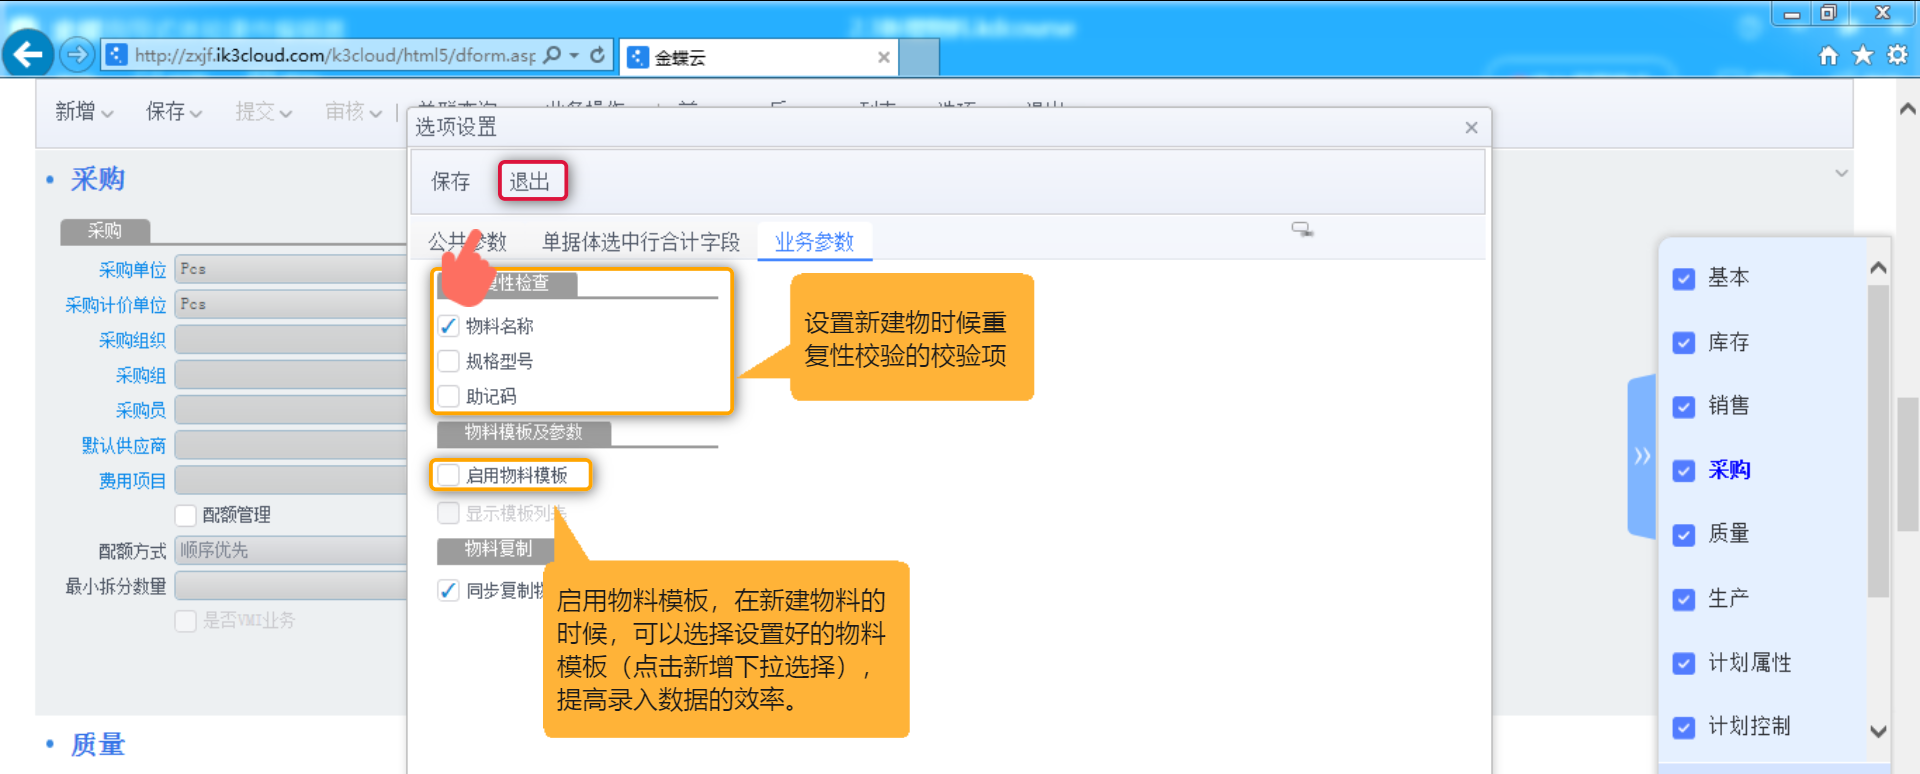 http://zxjf.ik3cloud.com/k3cloud/html5/dform.asp
金蝶云
新增
保存
提交
审核
选项设置
保存
退出
公共参数
单据体选中行合计字段
业务参数
性检查
物料名称
规格型号
助记码
物料模板及参数
启用物料模板
显示模板列
物料复制
同步复制
设置新建物时候重
复性校验的校验项
启用物料模板，在新建物料的
时候，可以选择设置好的物料
模板（点击新增下拉选择），
提高录入数据的效率。
采购
采购
采购单位 Pcs
采购计价单位 Pcs
采购组织
采购组
采购员
默认供应商
费用项目
配额管理
配额方式 顺序优先
最小拆分数量
是否VMI业务
质量
基本
库存
销售
采购
质量
生产
计划属性
计划控制